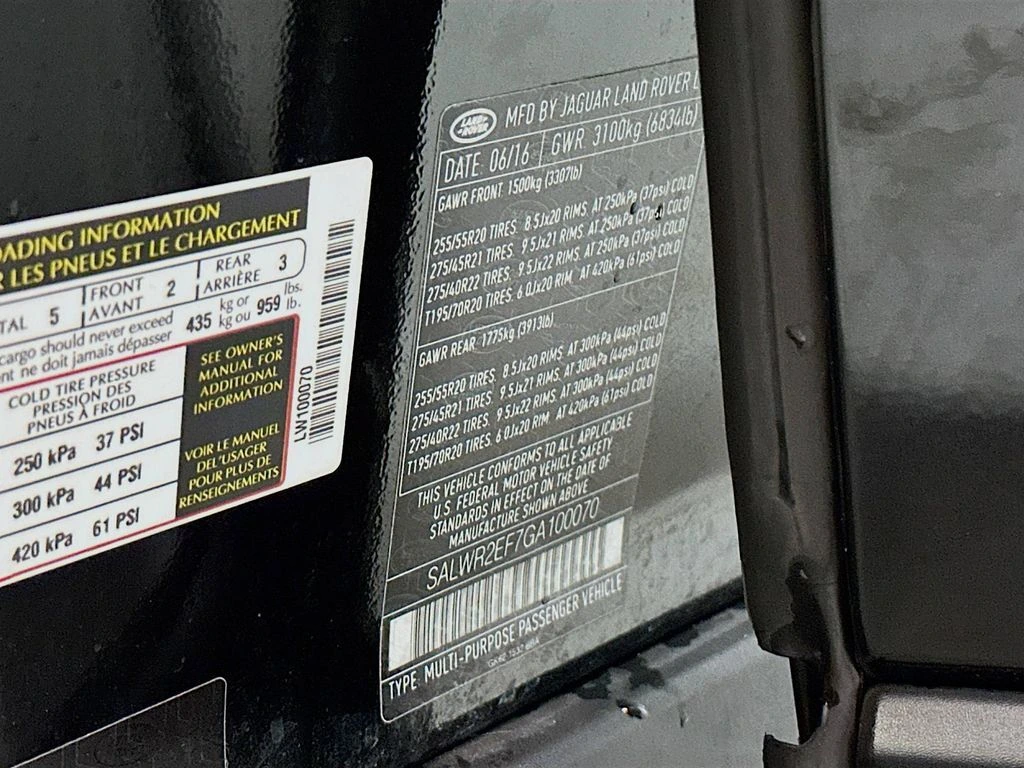 OADING INFORMATION
R LES PNEUS ET LE CHARGEMENT
TAL 5 FRONT AVANT 2 REAR ARRIÈRE 3
cargo should never exceed
nt ne doit jamais dépasser
435 kg or kg ou 959 lbs. lb.
COLD TIRE PRESSURE
PRESSION DES
PNEUS À FROID
250 kPa 37 PSI
300 kPa 44 PSI
420 kPa 61 PSI
SEE OWNER'S
MANUAL FOR
ADDITIONAL
INFORMATION
VOIR LE MANUEL
DEL'USAGER
POUR PLUS DE
RENSEIGNEMENTS
LW100070
LAND ROVER
MFD BY JAGUAR LAND ROVER L
DATE: 06/16 GWR 3100kg (6834lb)
GAWR FRONT 1500kg (3307lb)
255/55R20 TIRES: 8.5Jx20 RIMS. AT 250kPa (37psi) COLD
275/45R21 TIRES: 9.5Jx21 RIMS. AT 250kPa (37psi) COLD
275/40R22 TIRES: 9.5Jx22 RIMS. AT 250kPa (37psi) COLD
T195/70R20 TIRES: 6.0Jx20 RIM AT 420kPa (61psi) COLD
GAWR REAR 1775kg (3913lb)
255/55R20 TIRES: 8.5Jx20 RIMS. AT 300kPa (44psi) COLD
275/45R21 TIRES: 9.5Jx21 RIMS. AT 300kPa (44psi) COLD
275/40R22 TIRES: 9.5Jx22 RIMS. AT 300kPa (44psi) COLD
T195/70R20 TIRES: 6.0Jx20 RIM AT 420kPa (61psi) COLD
THIS VEHICLE CONFORMS TO ALL APPLICABLE
U.S. FEDERAL MOTOR VEHICLE SAFETY
STANDARDS IN EFFECT ON THE DATE OF
MANUFACTURE SHOWN ABOVE
SALWR2EF7GA100070
TYPE: MULTI-PURPOSE PASSENGER VEHICLE